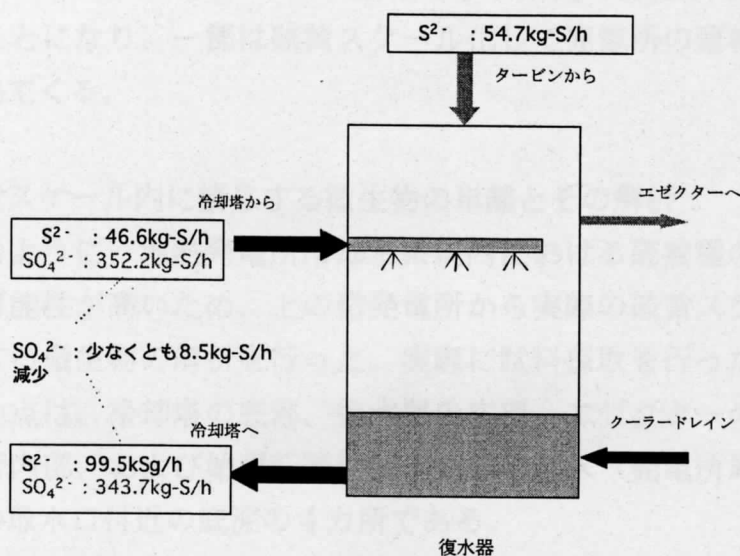 S²⁻ : 54.7kg-S/h
タービンから
エゼクターへ
冷却塔から
S²⁻ : 46.6kg-S/h
SO₄²⁻ : 352.2kg-S/h
SO₄²⁻ : 少なくとも8.5kg-S/h
減少
冷却塔へ
クーラードレイン
S²⁻ : 99.5kSg/h
SO₄²⁻ : 343.7kg-S/h
復水器